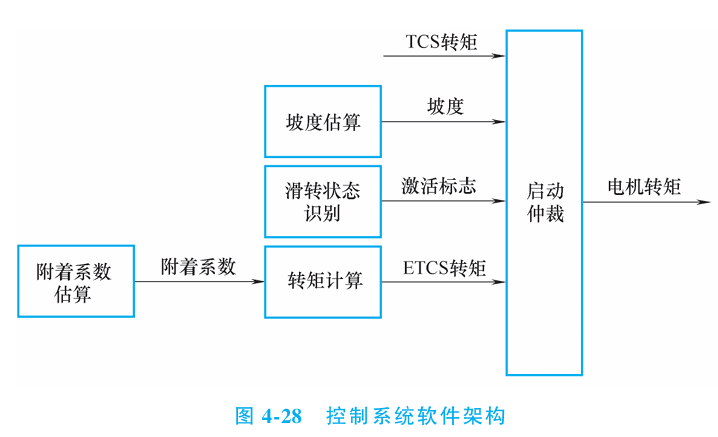 TCS转矩
坡度估算
坡度
滑转状态
识别
激活标志
附着系数
估算
附着系数
转矩计算
ETCS转矩
启动
仲裁
电机转矩
图 4-28 控制系统软件架构